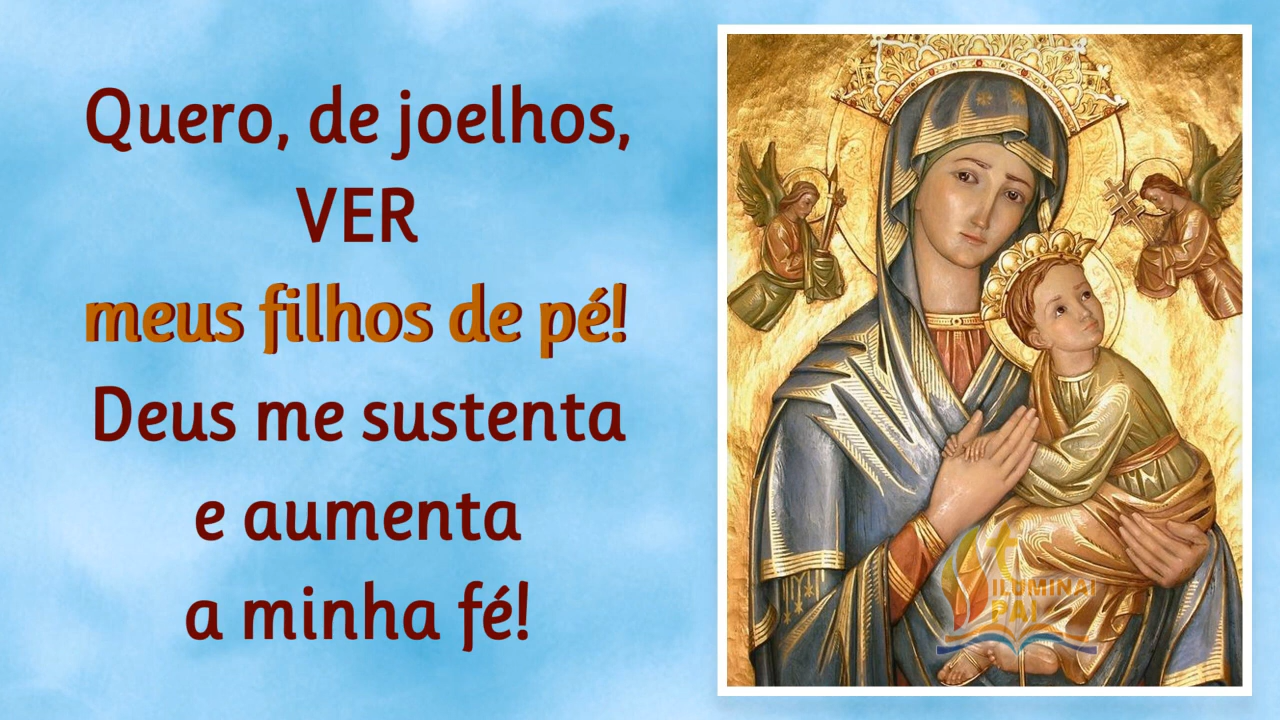 Quero, de joelhos,
VER
meus filhos de pé!
Deus me sustenta
e aumenta
a minha fé!
ILUMINAI
PAI